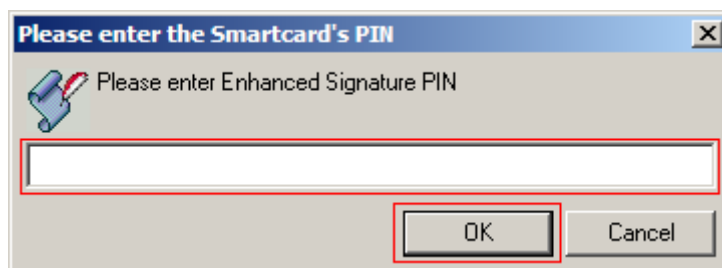 Please enter the Smartcard's PIN
Please enter Enhanced Signature PIN
OK Cancel